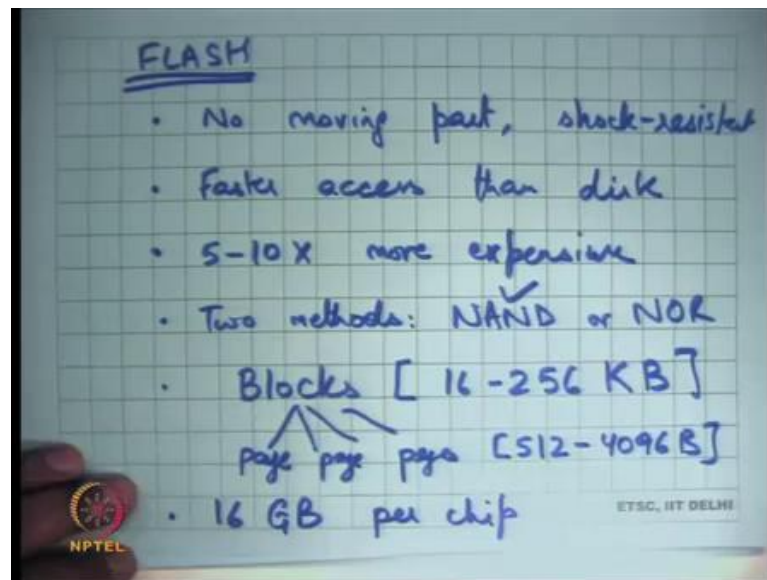 FLASH
• No moving part, shock-resistant
• Faster access than disk
• 5-10 X more expensive
• Two methods: NAND or NOR
• Blocks [ 16-256 KB ]
page page page [512-4096 B]
• 16 GB per chip
ETSC, IIT DELHI
NPTEL